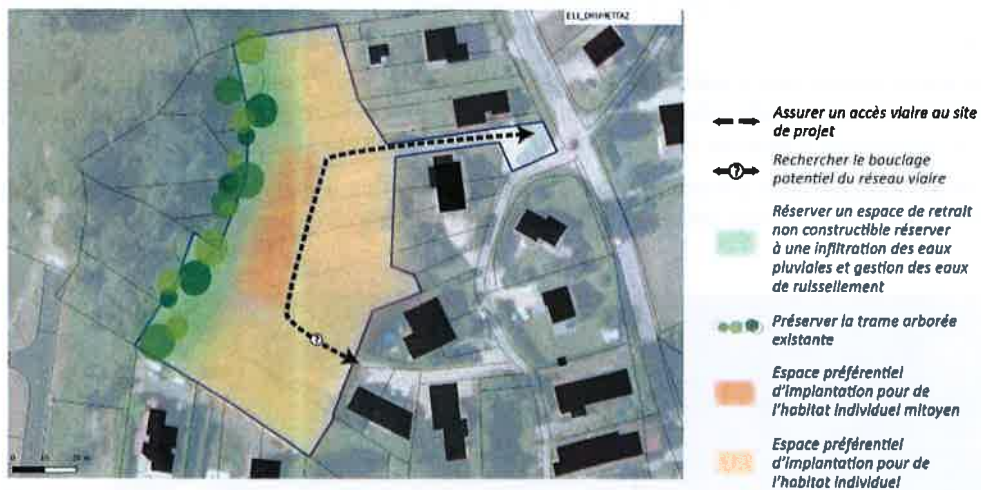 Assurer un accès viaire au site
de projet
?
Rechercher le bouclage
potentiel du réseau viaire
Réserver un espace de retrait
non constructible réserver
à une infiltration des eaux
pluviales et gestion des eaux
de ruissellement
Préserver la trame arborée
existante
Espace préférentiel
d'implantation pour de
l'habitat individuel mitoyen
Espace préférentiel
d'implantation pour de
l'habitat individuel
?
0